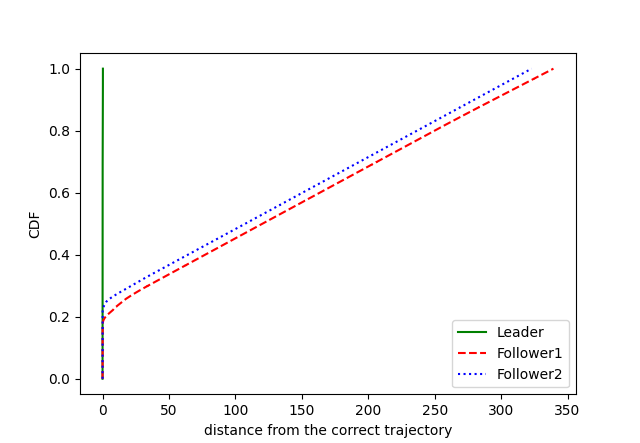 1.0
0.8
0.6
0.4
0.2
0.0
CDF
Leader
Follower1
Follower2
0 50 100 150 200 250 300 350
distance from the correct trajectory